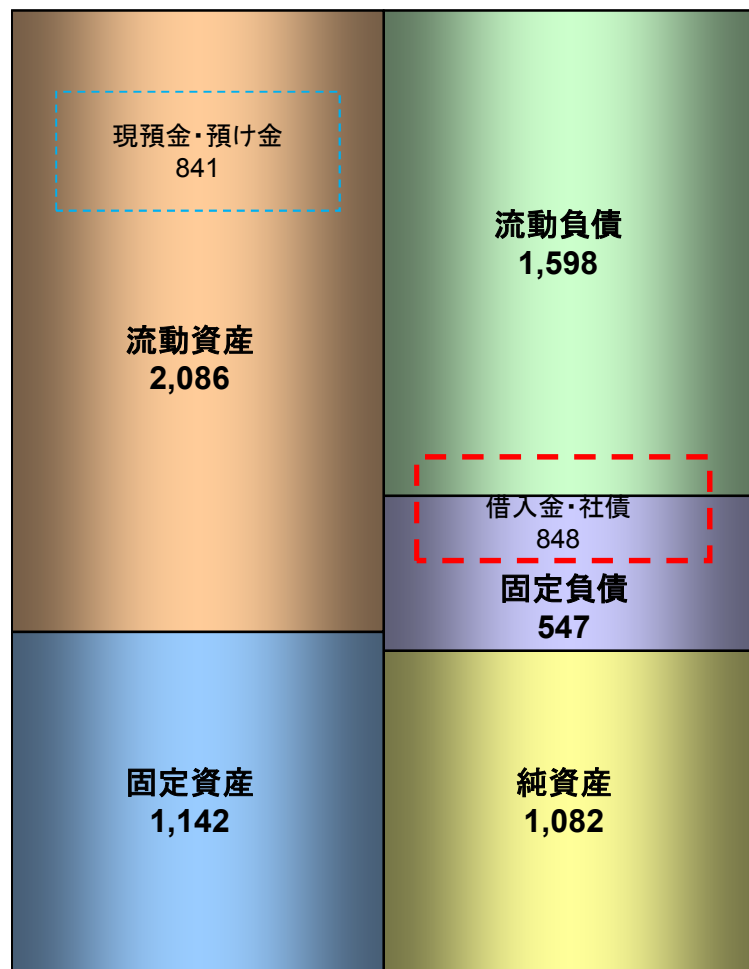 現預金・預け金
841
流動資産
2,086
固定資産
1,142
流動負債
1,598
借入金・社債
848
固定負債
547
純資産
1,082